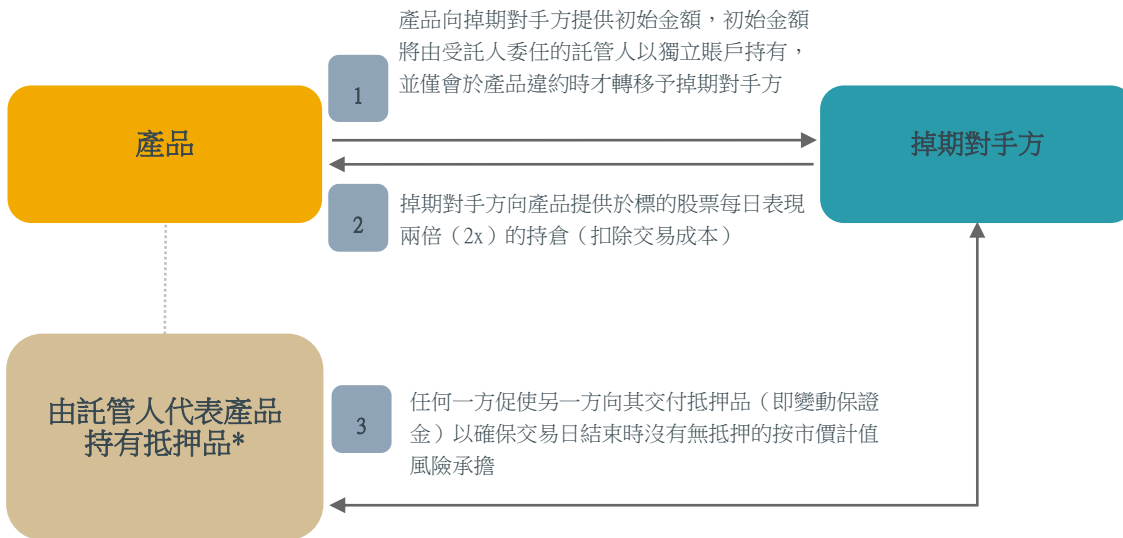 產品向掉期對手方提供初始金額，初始金額
將由受託人委任的託管人以獨立賬戶持有，
並僅會於產品違約時才轉移予掉期對手方
1
產品
掉期對手方
2
掉期對手方向產品提供於標的股票每日表現
兩倍（2x）的持倉（扣除交易成本）
由託管人代表產品
持有抵押品*
3
任何一方促使另一方向其交付抵押品（即變動保證
金）以確保交易日結束時沒有無抵押的按市價計值
風險承擔